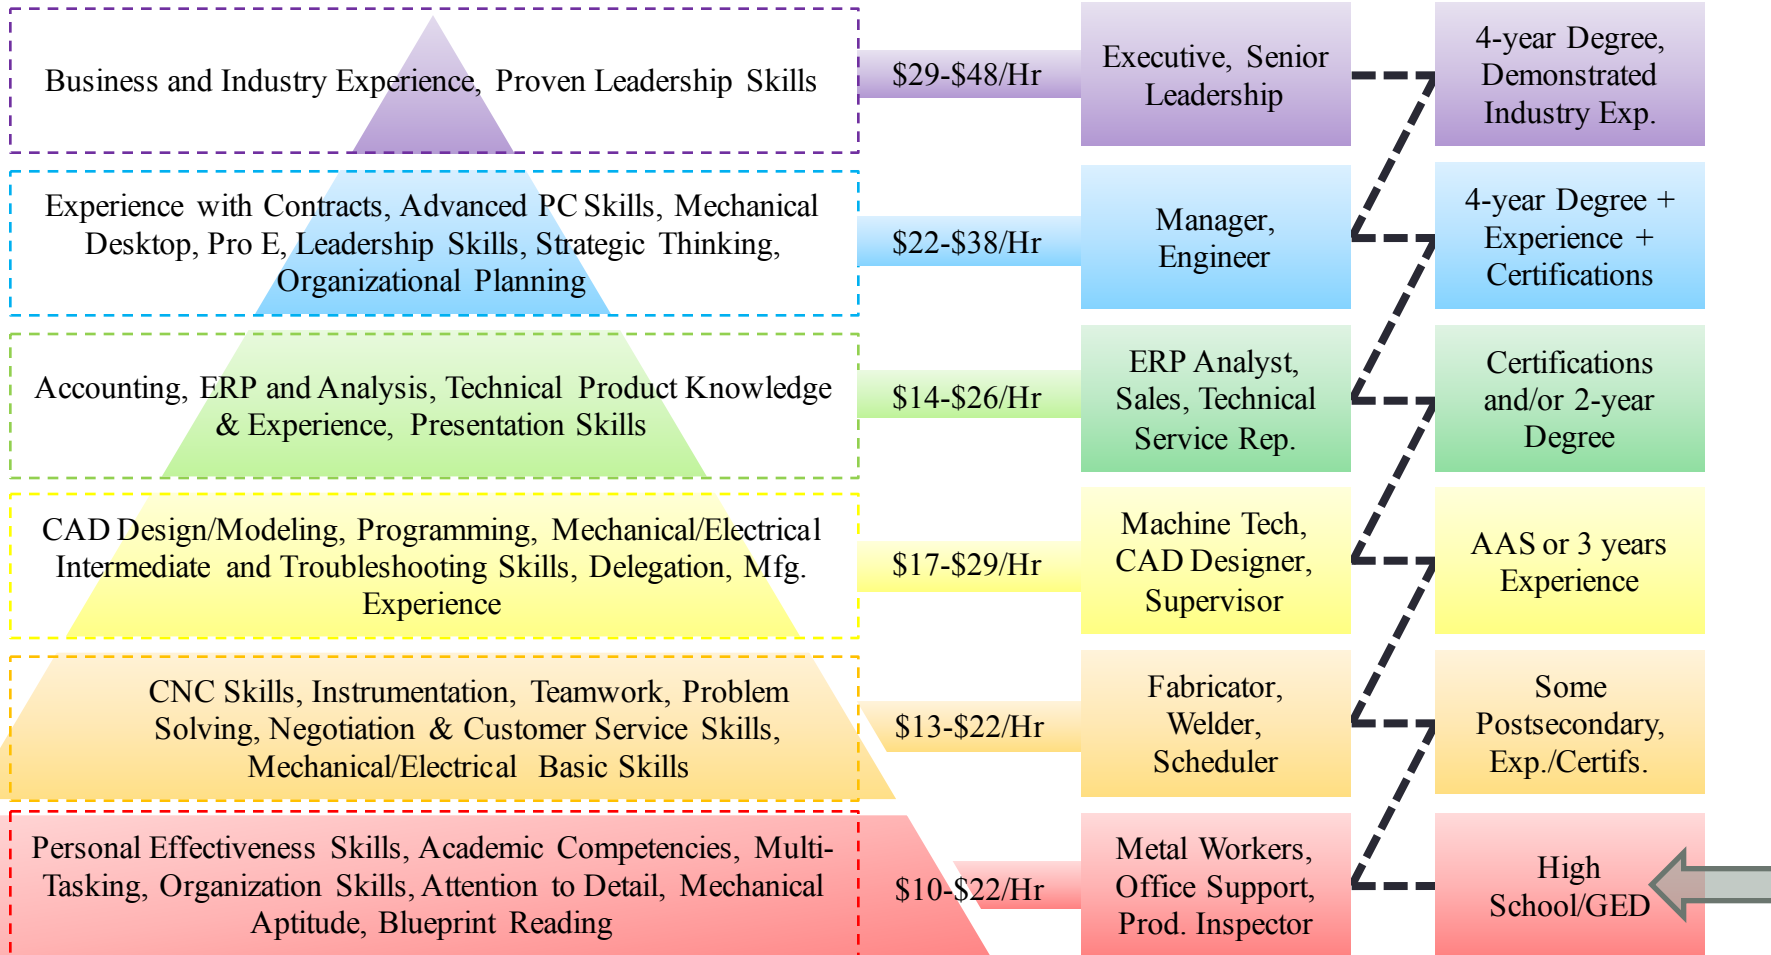 Business and Industry Experience, Proven Leadership Skills
$29-$48/Hr
Executive, Senior
Leadership
4-year Degree,
Demonstrated
Industry Exp.
Experience with Contracts, Advanced PC Skills, Mechanical
Desktop, Pro E, Leadership Skills, Strategic Thinking,
Organizational Planning
$22-$38/Hr
Manager,
Engineer
4-year Degree +
Experience +
Certifications
Accounting, ERP and Analysis, Technical Product Knowledge
& Experience, Presentation Skills
$14-$26/Hr
ERP Analyst,
Sales, Technical
Service Rep.
Certifications
and/or 2-year
Degree
CAD Design/Modeling, Programming, Mechanical/Electrical
Intermediate and Troubleshooting Skills, Delegation, Mfg.
Experience
$17-$29/Hr
Machine Tech,
CAD Designer,
Supervisor
AAS or 3 years
Experience
CNC Skills, Instrumentation, Teamwork, Problem
Solving, Negotiation & Customer Service Skills,
Mechanical/Electrical Basic Skills
$13-$22/Hr
Fabricator,
Welder,
Scheduler
Some
Postsecondary,
Exp./Certifs.
Personal Effectiveness Skills, Academic Competencies, Multi-
Tasking, Organization Skills, Attention to Detail, Mechanical
Aptitude, Blueprint Reading
$10-$22/Hr
Metal Workers,
Office Support,
Prod. Inspector
High
School/GED